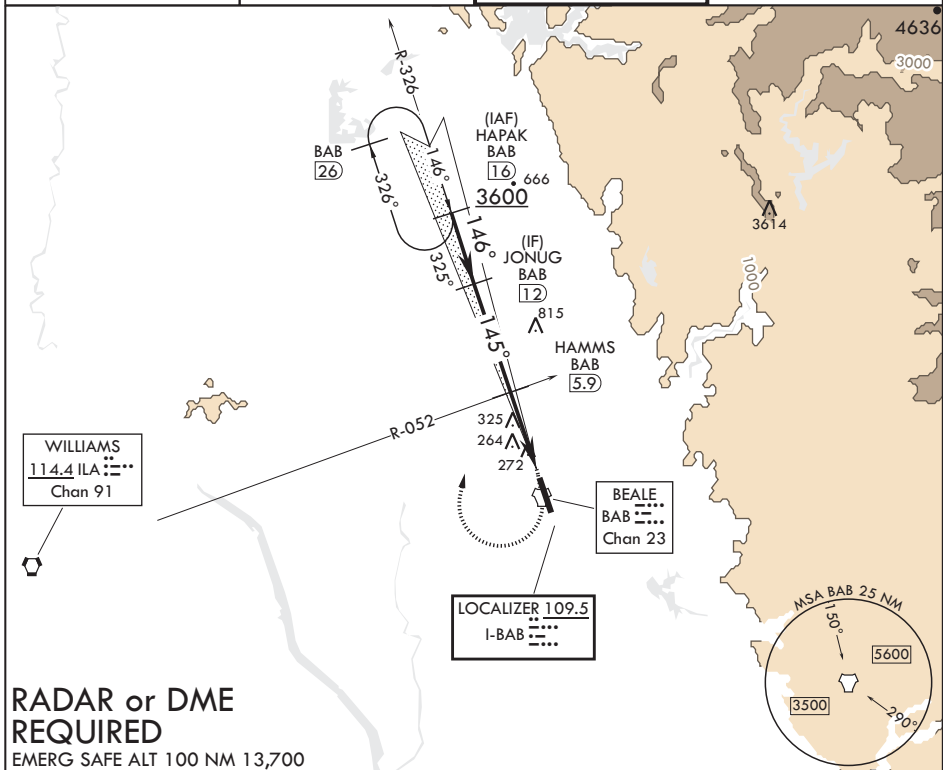 4636
3000
R-326
(IAF)
HAPAK
BAB
16
3600
666
BAB
26
146°
326°
146°
325°
3614
(IF)
JONUG
BAB
12
1000
815
145°
HAMMS
BAB
5.9
R-052
325
264
272
WILLIAMS
114.4 ILA
Chan 91
BEALE
BAB
Chan 23
LOCALIZER 109.5
I-BAB
MSA BAB 25 NM
150°
5600
3500
290°
RADAR or DME
REQUIRED
EMERG SAFE ALT 100 NM 13,700